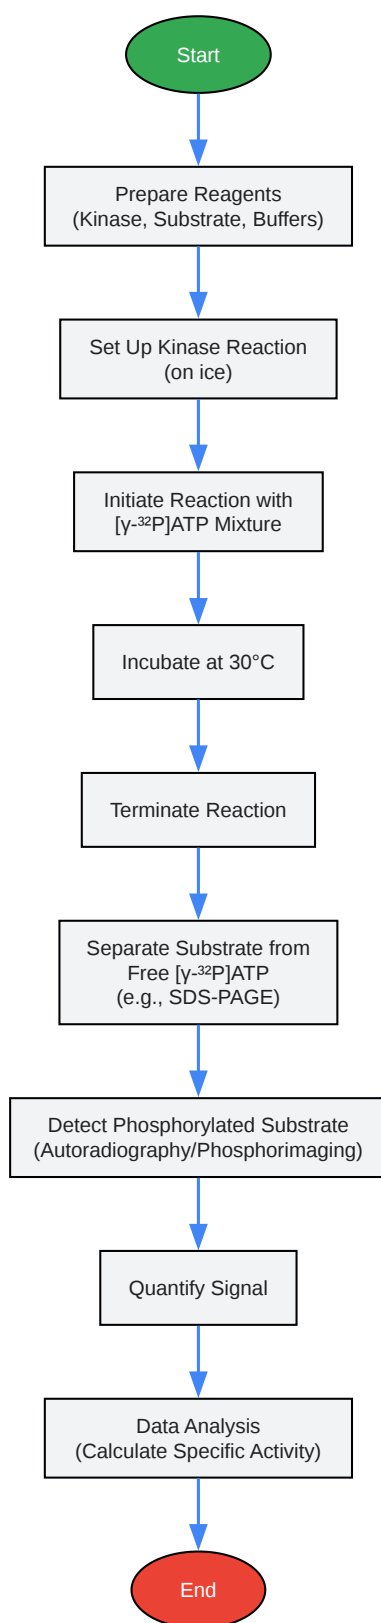 Start
Prepare Reagents
(Kinase, Substrate, Buffers)
Set Up Kinase Reaction
(on ice)
Initiate Reaction with
[γ-³²P]ATP Mixture
Incubate at 30°C
Terminate Reaction
Separate Substrate from
Free [γ-³²P]ATP
(e.g., SDS-PAGE)
Detect Phosphorylated Substrate
(Autoradiography/Phosphorimaging)
Quantify Signal
Data Analysis
(Calculate Specific Activity)
End